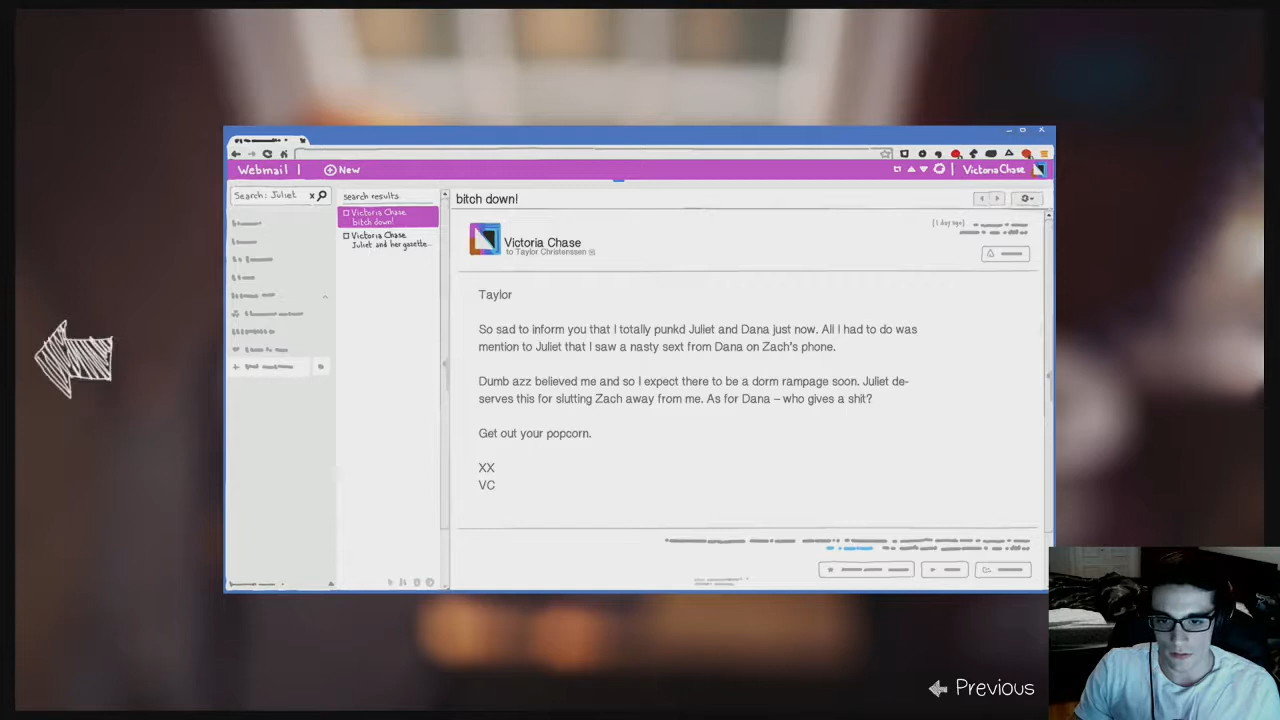 Webmail |
New
Victoria Chase
Search: Juliet x
search results
bitch down!
Victoria Chase
bitch down!
Victoria Chase
Juliet and her gazette...
Victoria Chase
to Taylor Christenssen
(1 day ago)
Taylor
So sad to inform you that I totally punkd Juliet and Dana just now. All I had to do was
mention to Juliet that I saw a nasty sext from Dana on Zach's phone.
Dumb azz believed me and so I expect there to be a dorm rampage soon. Juliet de-
serves this for slutting Zach away from me. As for Dana – who gives a shit?
Get out your popcorn.
XX
VC
Previous